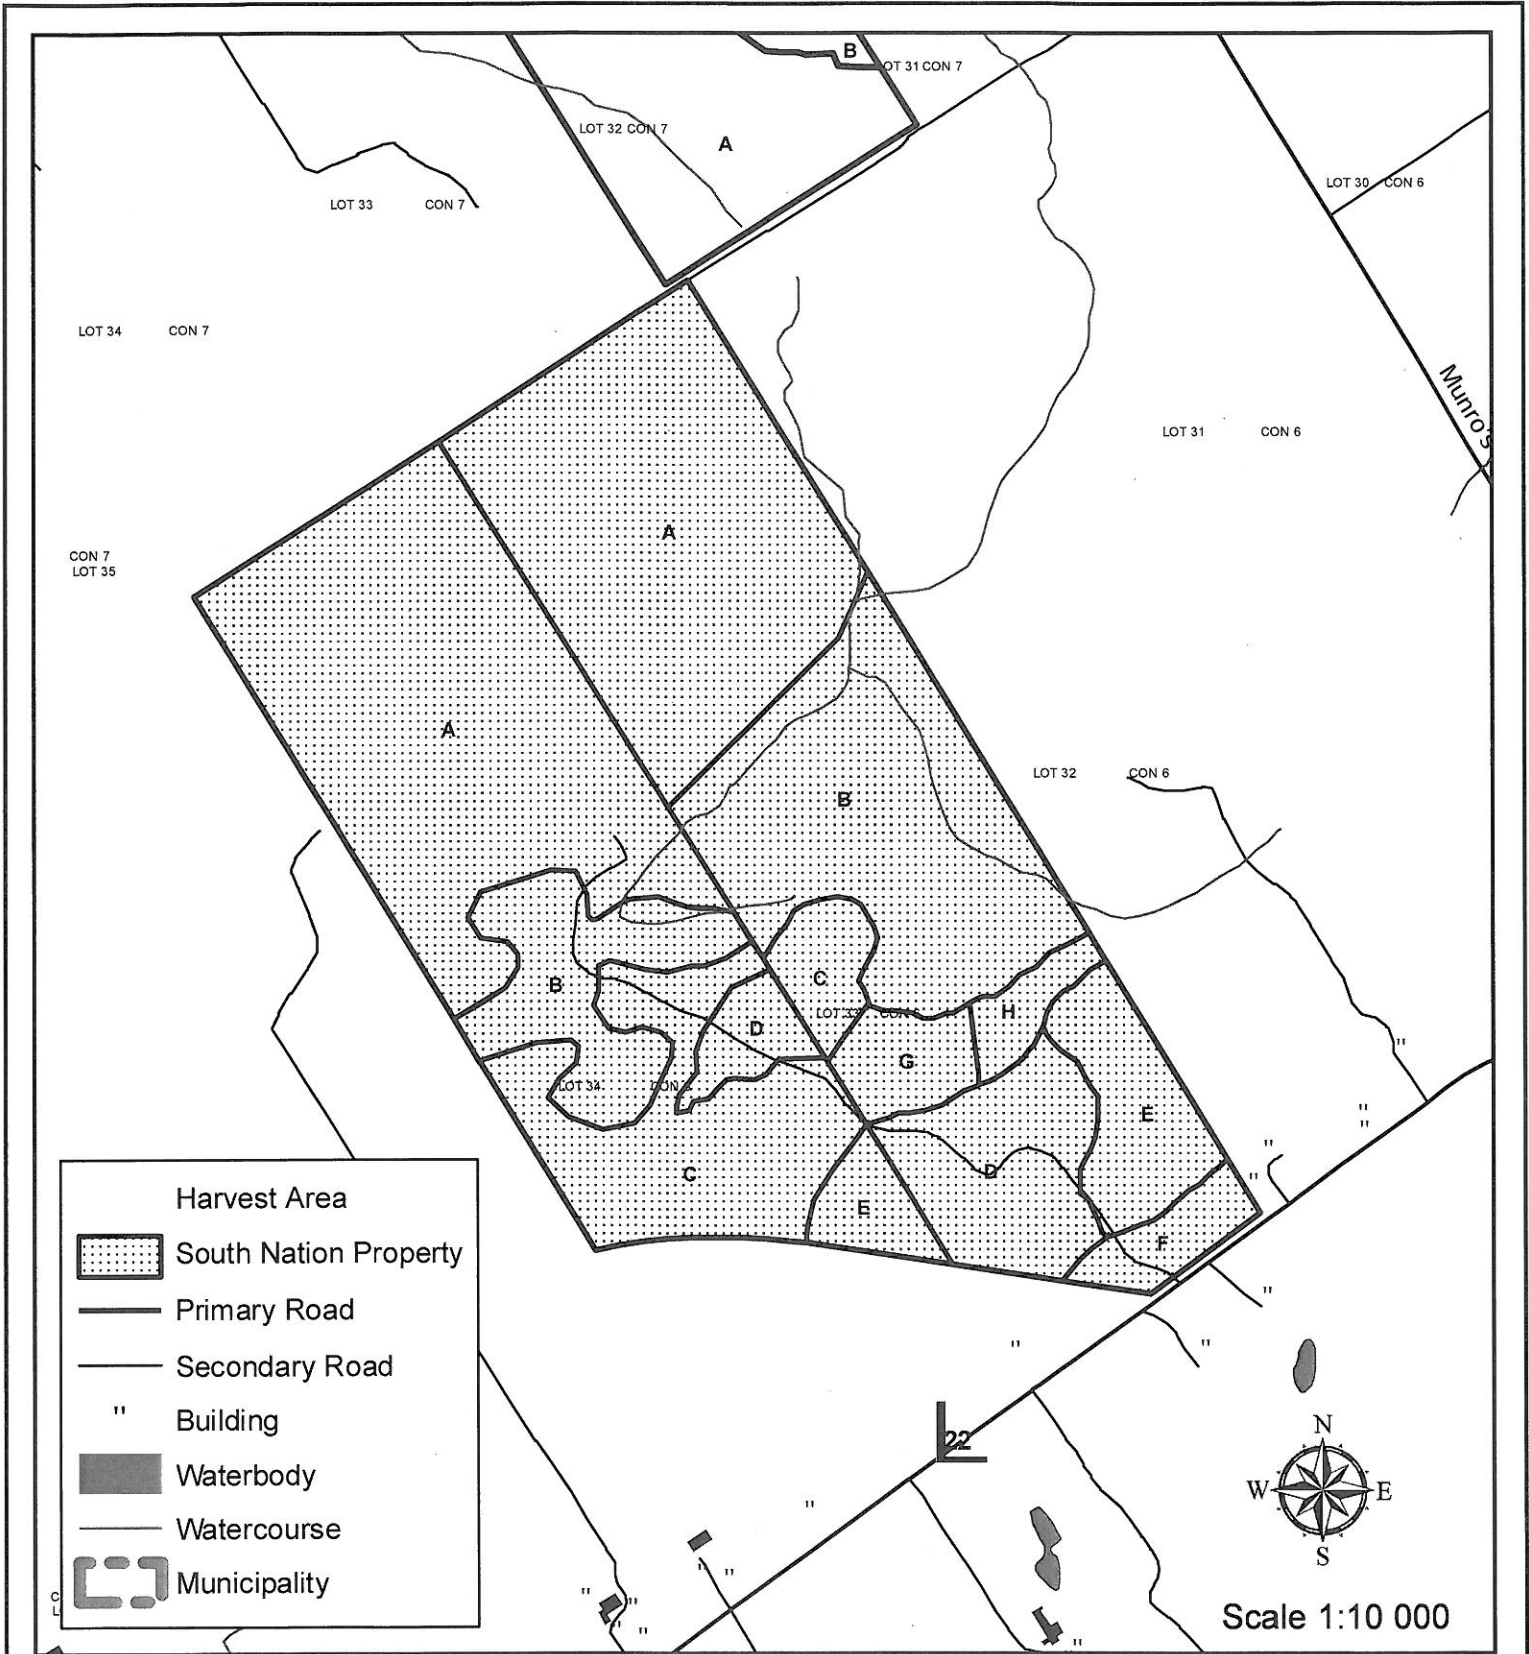 B
OT 31 CON 7
LOT 32 CON 7
A
LOT 30 CON 6
LOT 33 CON 7
LOT 34 CON 7
Munro's
LOT 31 CON 6
A
CON 7
LOT 35
A
LOT 32 CON 6
B
C
B
LOT 33
H
D
G
LOT 34
E
D
C
E
F
Harvest Area
South Nation Property
Primary Road
Secondary Road
" Building
Waterbody
Watercourse
Municipality
22
N
W E
S
Scale 1:10 000